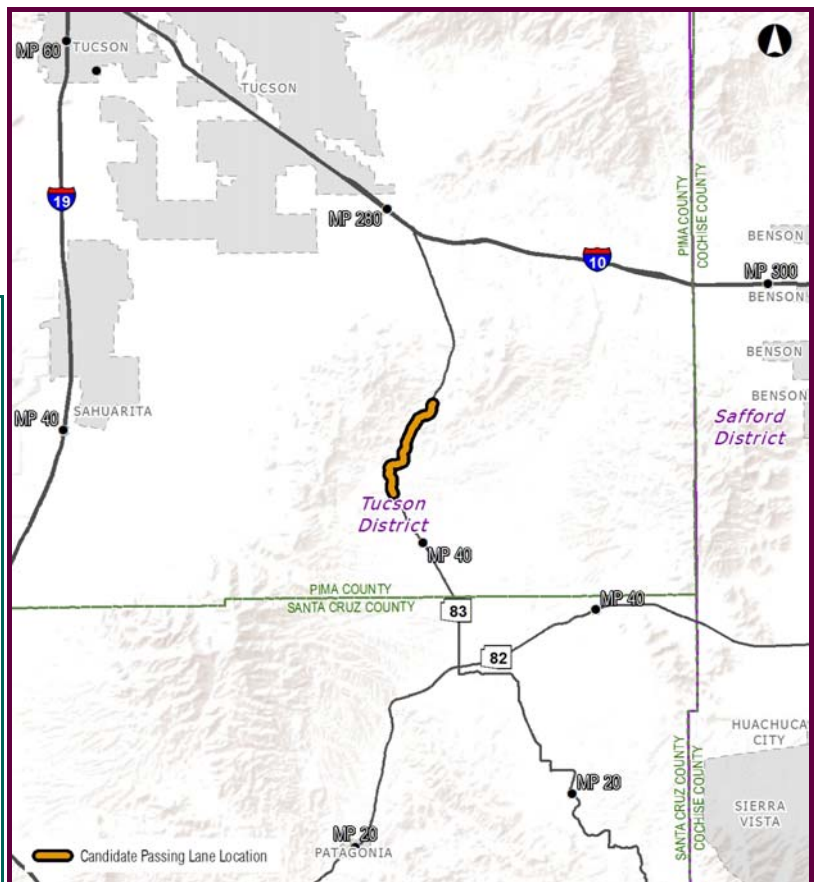 MP 60
TUCSON
TUCSON
19
MP 280
PIMA COUNTY
COCHISE COUNTY
BENSON
10
MP 300
BENSON
BENSON
BENSON
MP 40
SAHUARITA
Safford
District
Tucson
District
MP 40
PIMA COUNTY
SANTA CRUZ COUNTY
83
MP 40
82
HUACHUCA
CITY
MP 20
SANTA CRUZ COUNTY
COCHISE COUNTY
SIERRA
VISTA
MP 20
PATAGONIA
Candidate Passing Lane Location